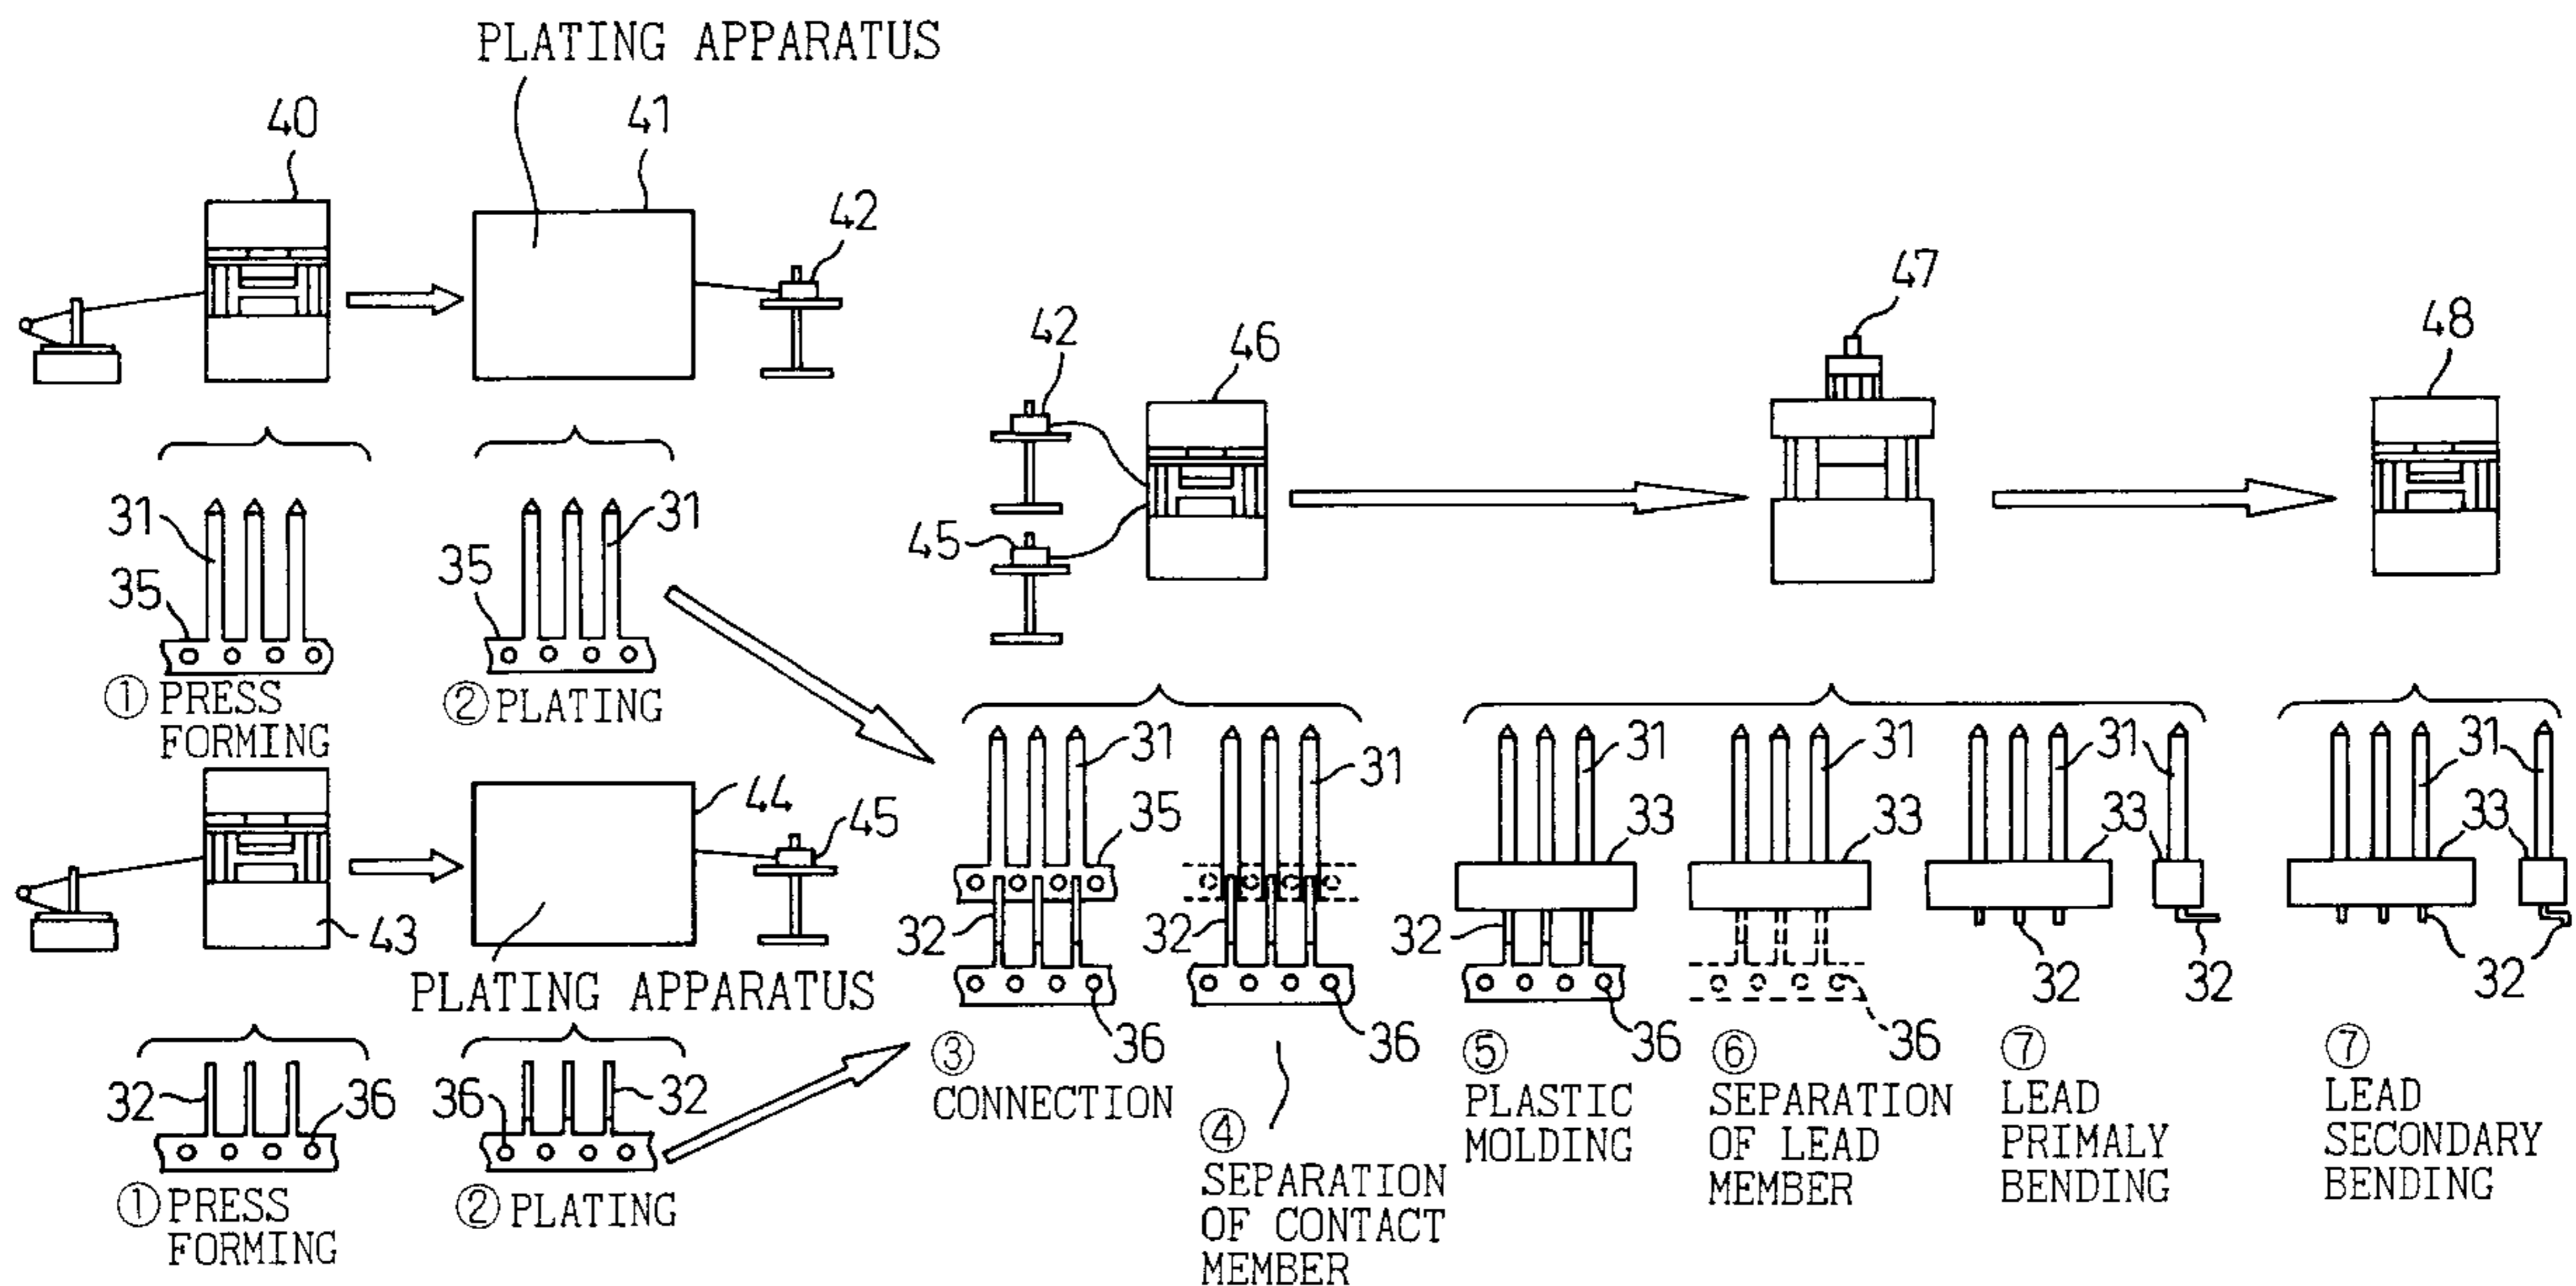 PLATING APPARATUS
40
41
42
31
35
① PRESS
FORMING
31
35
② PLATING
42
45
46
47
48
43
44
45
PLATING APPARATUS
32
36
① PRESS
FORMING
36
32
② PLATING
31
35
32
36
③
CONNECTION
31
32
36
④
SEPARATION
OF CONTACT
MEMBER
31
33
32
36
⑤
PLASTIC
MOLDING
31
33
36
⑥
SEPARATION
OF LEAD
MEMBER
31
33
32
32
⑦
LEAD
PRIMALY
BENDING
31
33
32
⑦
LEAD
SECONDARY
BENDING